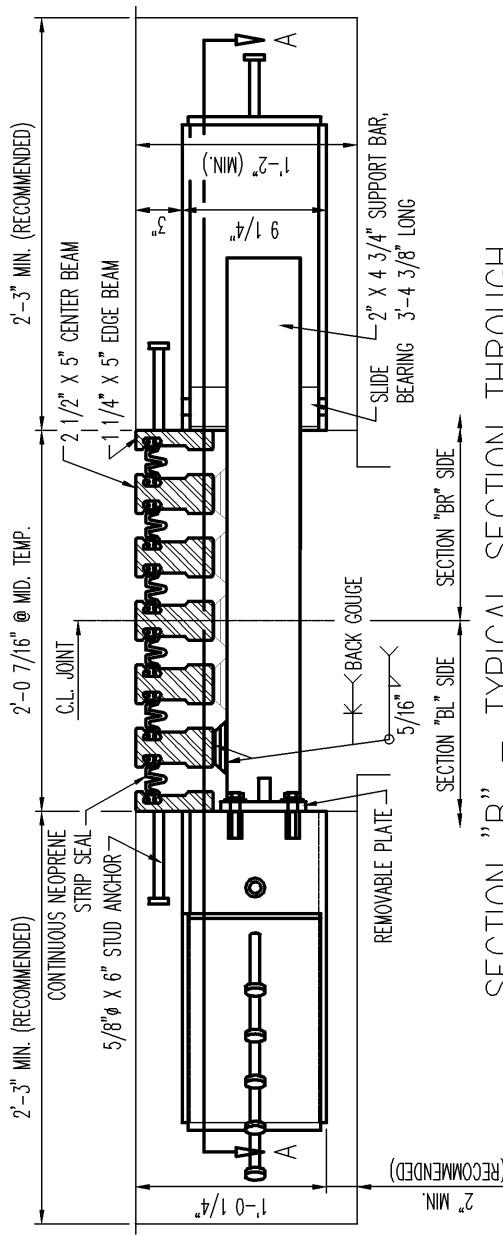 2'-3" MIN. (RECOMMENDED)
2'-0 7/16" @ MID. TEMP.
2'-3" MIN. (RECOMMENDED)
CONTINUOUS NEOPRENE
STRIP SEAL
C.L. JOINT
2 1/2" X 5" CENTER BEAM
1 1/4" X 5" EDGE BEAM
5/8"ø X 6" STUD ANCHOR
A
A
1'-0 1/4"
2" MIN.
(RECOMMENDED)
3"
9 1/4"
1'-2" (MIN.)
REMOVABLE PLATE
BACK GOUGE
5/16"
SLIDE
BEARING
2" X 4 3/4" SUPPORT BAR,
3'-4 3/8" LONG
SECTION "BL" SIDE
SECTION "BR" SIDE
SECTION "B" - TYPICAL SECTION THROUGH